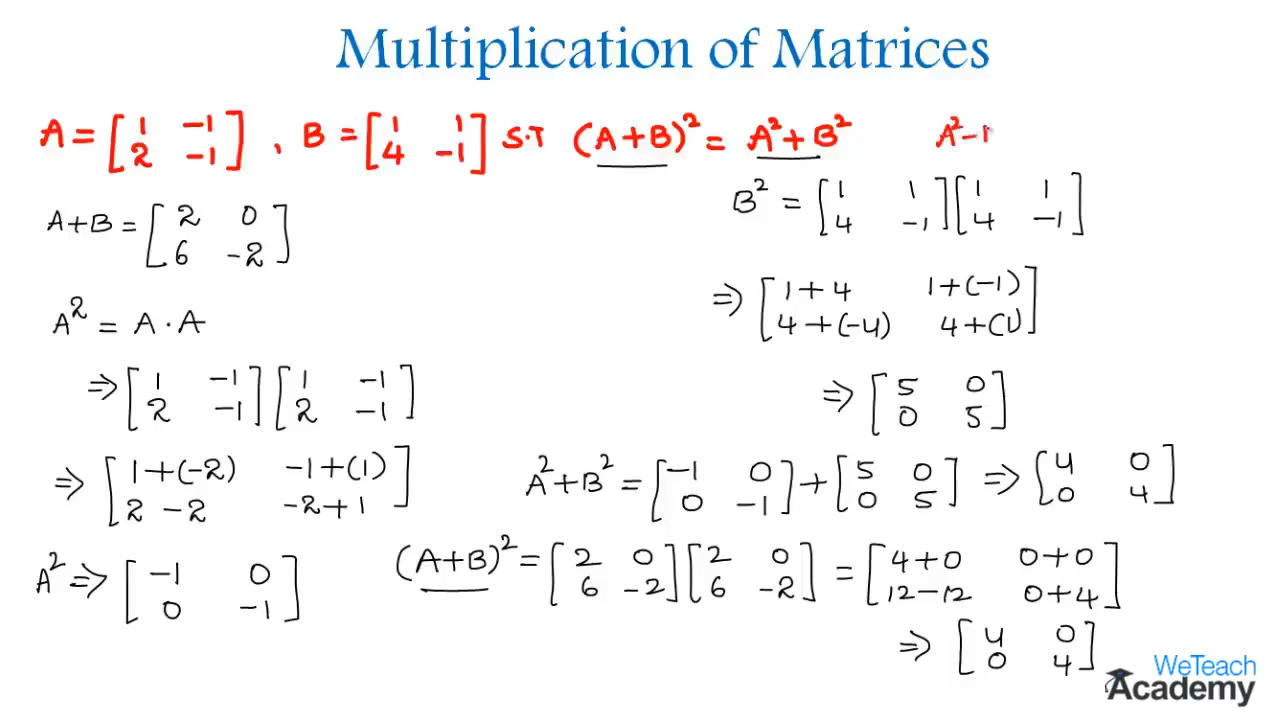 Multiplication of Matrices
A = [1 -1; 2 -1], B = [1 1; 4 -1] S.T (A+B)² = A² + B²
A² -
A+B = [2 0; 6 -2]
A² = A · A
⇒ [1 -1; 2 -1] [1 -1; 2 -1]
⇒ [1+(-2) -1+(1); 2-2 -2+1]
A² ⇒ [-1 0; 0 -1]
B² = [1 1; 4 -1] [1 1; 4 -1]
⇒ [1+4 1+(-1); 4+(-4) 4+(1)]
⇒ [5 0; 0 5]
A²+B² = [-1 0; 0 -1] + [5 0; 0 5] ⇒ [4 0; 0 4]
(A+B)² = [2 0; 6 -2] [2 0; 6 -2] = [4+0 0+0; 12-12 0+4]
⇒ [4 0; 0 4]
WeTeach
Academy